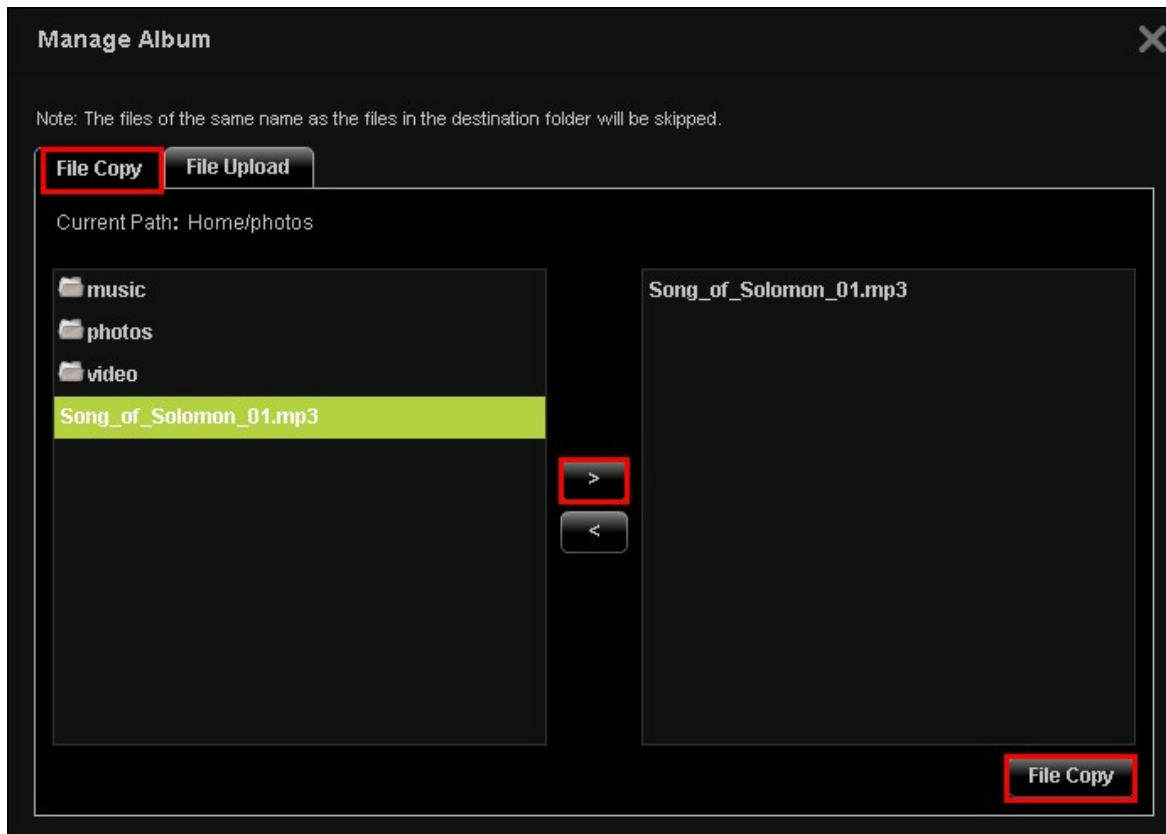 Manage Album
Note: The files of the same name as the files in the destination folder will be skipped.
File Copy
File Upload
Current Path: Home/photos
music
photos
video
Song_of_Solomon_01.mp3
>
<
Song_of_Solomon_01.mp3
File Copy